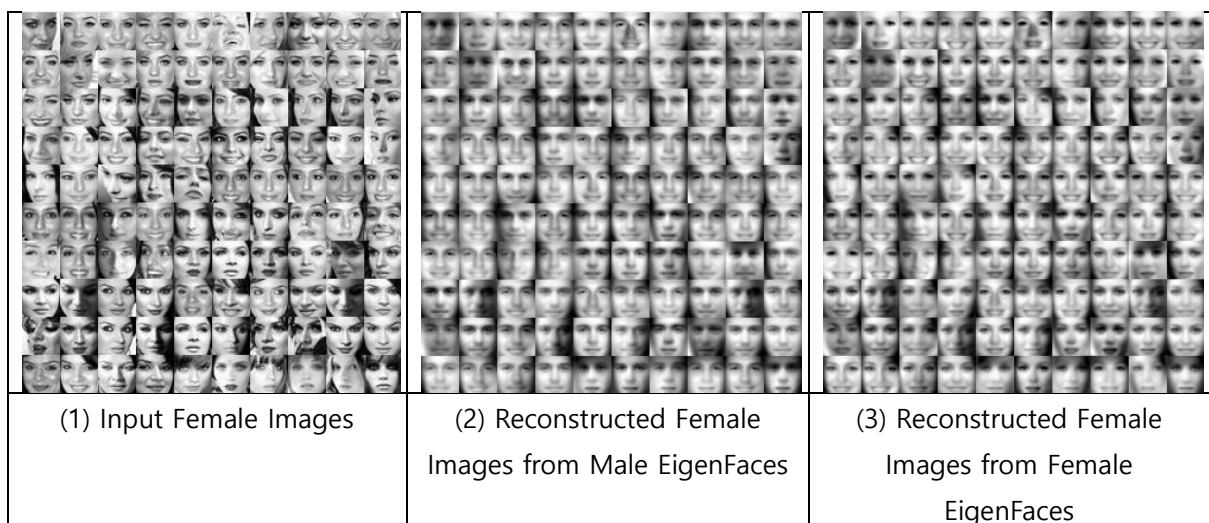 (1) Input Female Images
(2) Reconstructed Female
Images from Male EigenFaces
(3) Reconstructed Female
Images from Female
EigenFaces